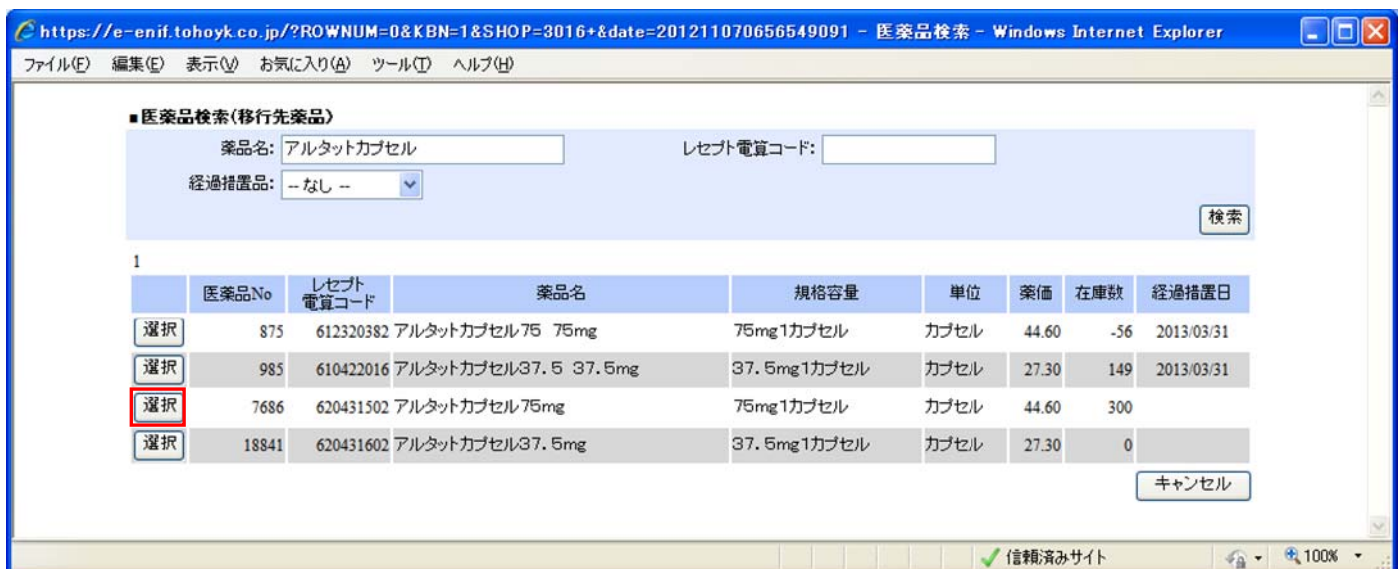 https://e-enif.tohoyk.co.jp/?ROWNUM=0&KBN=1&SHOP=3016+&date=201211070656549091 - 医薬品検索 - Windows Internet Explorer
ファイル(F) 編集(E) 表示(V) お気に入り(A) ツール(T) ヘルプ(H)
■医薬品検索(移行先薬品)
薬品名: アルタットカプセル レセプト電算コード:
経過措置品: -- なし --
検索
1
医薬品No レセプト電算コード 薬品名 規格容量 単位 薬価 在庫数 経過措置日
選択 875 612320382 アルタットカプセル75 75mg 75mg1カプセル カプセル 44.60 -56 2013/03/31
選択 985 610422016 アルタットカプセル37.5 37.5mg 37.5mg1カプセル カプセル 27.30 149 2013/03/31
選択 7686 620431502 アルタットカプセル75mg 75mg1カプセル カプセル 44.60 300
選択 18841 620431602 アルタットカプセル37.5mg 37.5mg1カプセル カプセル 27.30 0
キャンセル
信頼済みサイト 100%